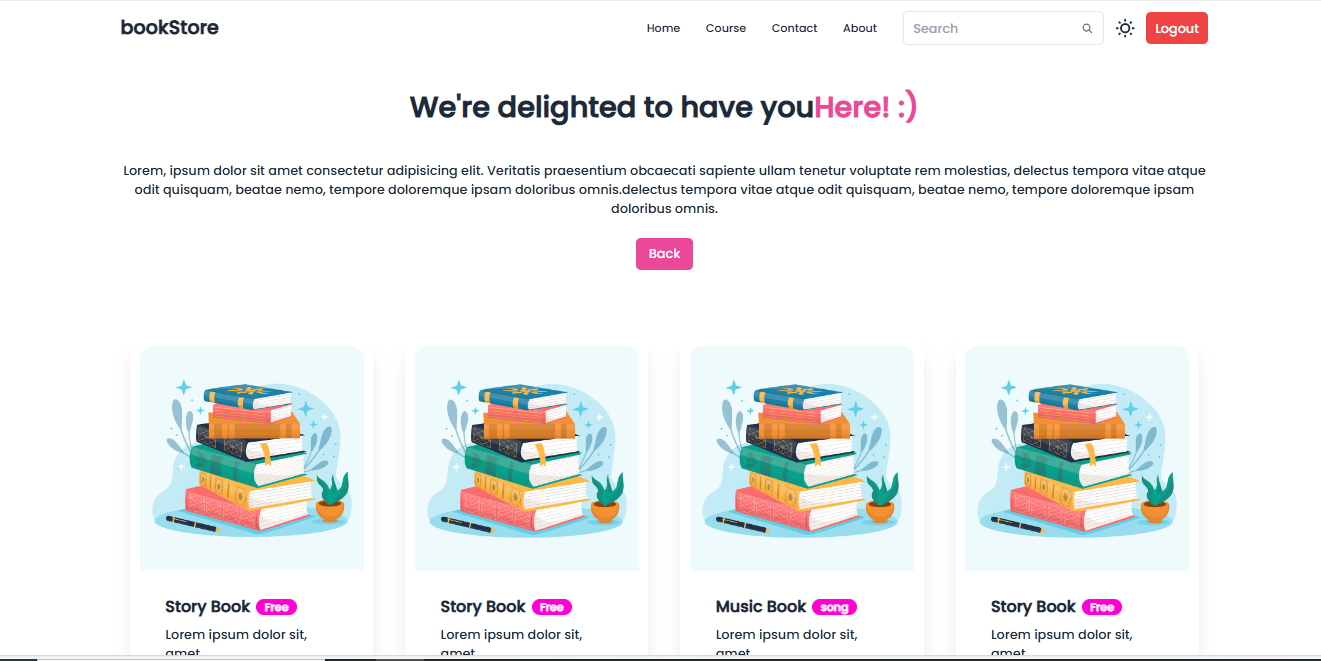 bookStore Home Course Contact About Search Logout
We're delighted to have youHere! :)
Lorem, ipsum dolor sit amet consectetur adipisicing elit. Veritatis praesentium obcaecati sapiente ullam tenetur voluptate rem molestias, delectus tempora vitae atque
odit quisquam, beatae nemo, tempore doloremque ipsam doloribus omnis.delectus tempora vitae atque odit quisquam, beatae nemo, tempore doloremque ipsam
doloribus omnis.
Back
Story Book Free Story Book Free Music Book song Story Book Free
Lorem ipsum dolor sit, Lorem ipsum dolor sit, Lorem ipsum dolor sit, Lorem ipsum dolor sit,
amet amet amet amet